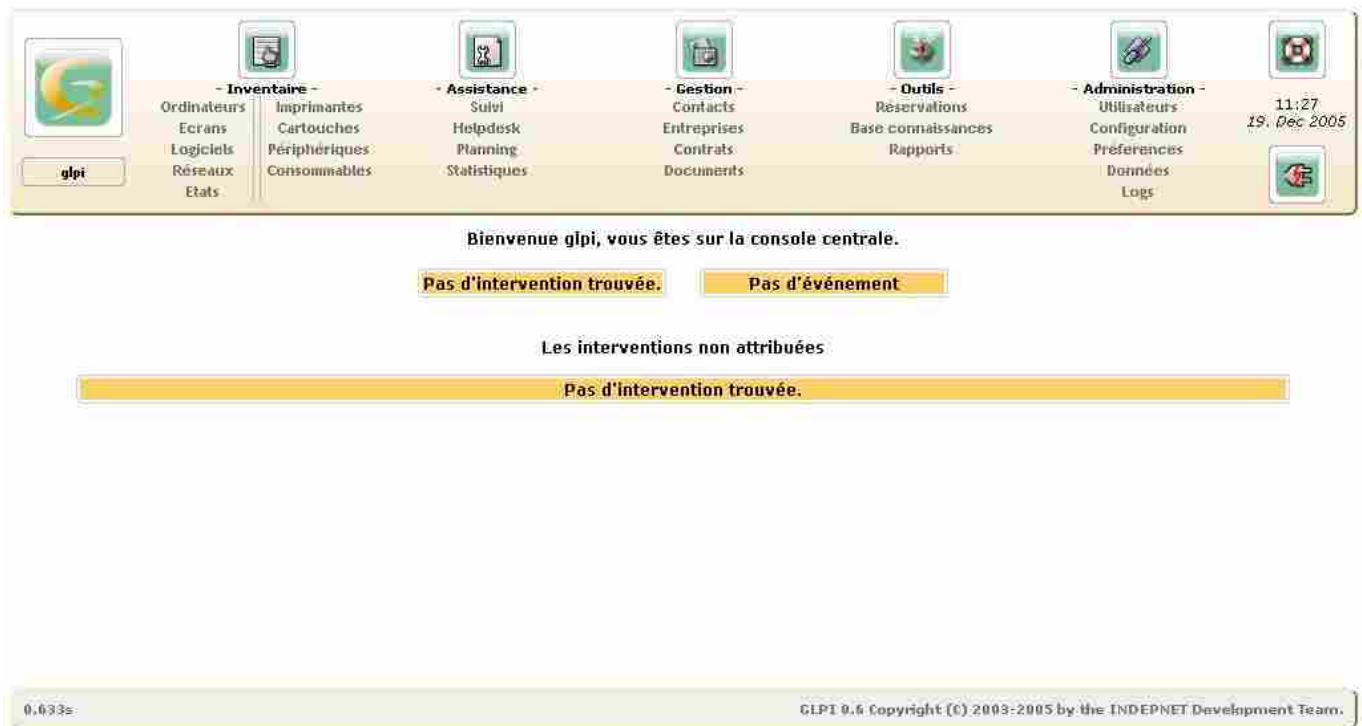 glpi
- Inventaire -
Ordinateurs
Ecrans
Logiciels
Réseaux
Etats
Imprimantes
Cartouches
Périphériques
Consommables
- Assistance -
Suivi
Helpdesk
Planning
Statistiques
- Gestion -
Contacts
Entreprises
Contrats
Documents
- Outils -
Réservations
Base connaissances
Rapports
- Administration -
Utilisateurs
Configuration
Préferences
Données
Logs
11:27
19. Dec 2005
Bienvenue glpi, vous êtes sur la console centrale.
Pas d'intervention trouvée.
Pas d'événement
Les interventions non attribuées
Pas d'intervention trouvée.
0.633s
GLPI 0.6 Copyright (C) 2003-2005 by the INDEPNET Development Team.